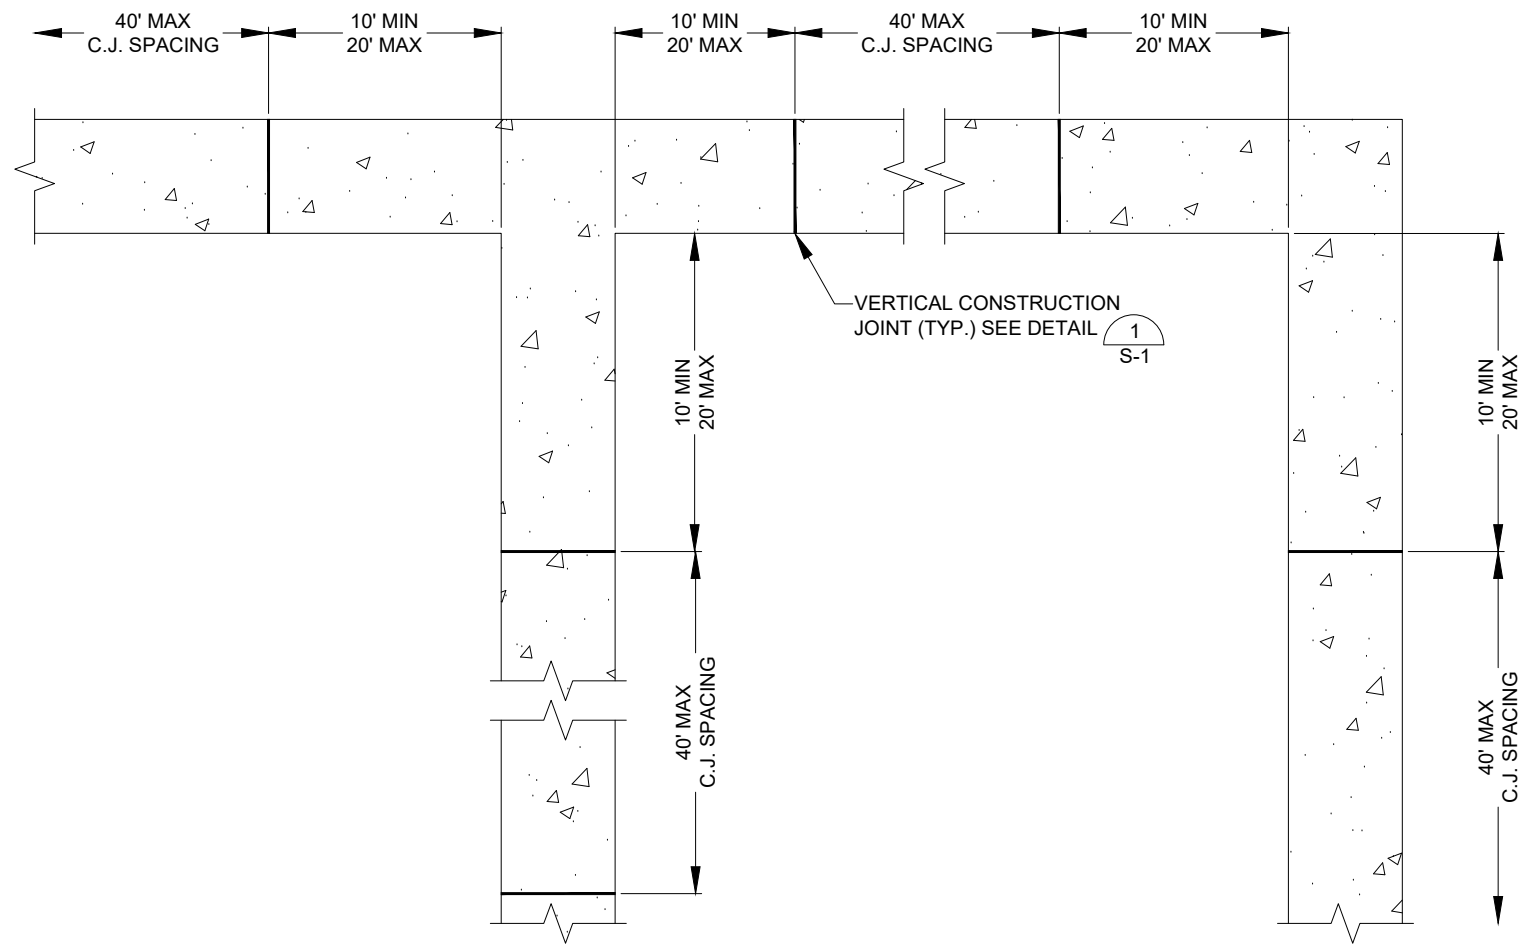 40' MAX
C.J. SPACING
10' MIN
20' MAX
10' MIN
20' MAX
40' MAX
C.J. SPACING
10' MIN
20' MAX
VERTICAL CONSTRUCTION
JOINT (TYP.) SEE DETAIL
1
S-1
10' MIN
20' MAX
10' MIN
20' MAX
40' MAX
C.J. SPACING
40' MAX
C.J. SPACING